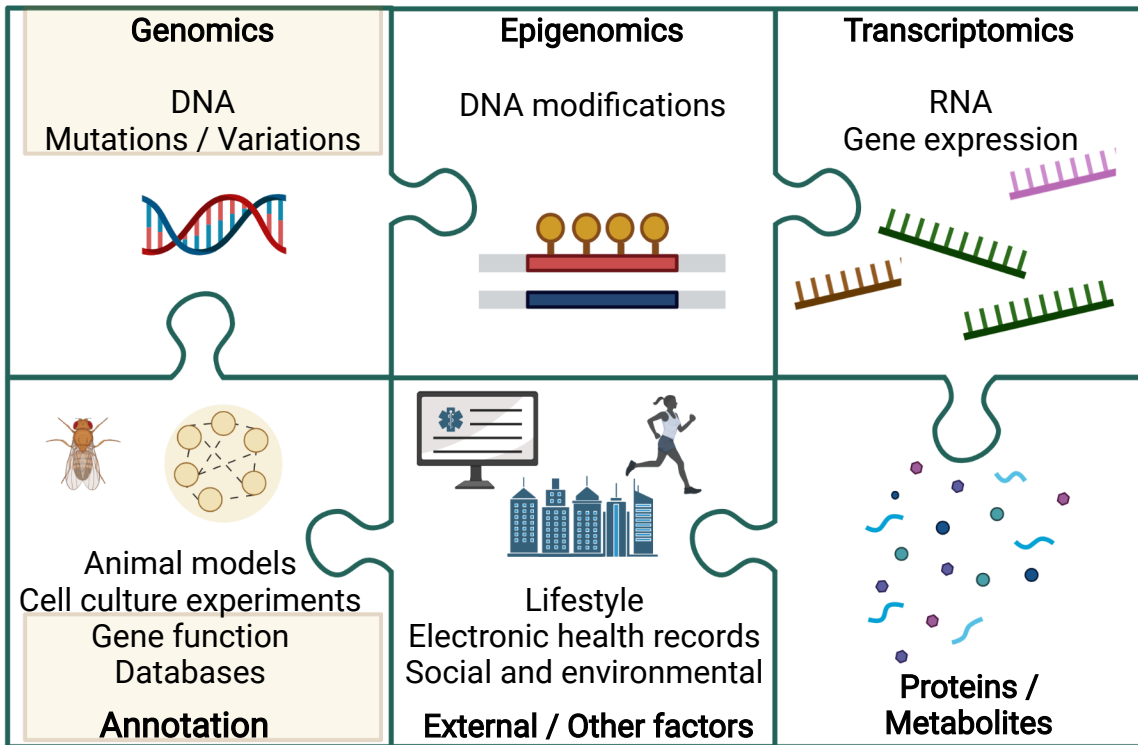 Genomics
DNA
Mutations / Variations
Epigenomics
DNA modifications
Transcriptomics
RNA
Gene expression
Animal models
Cell culture experiments
Gene function
Databases
Annotation
Lifestyle
Electronic health records
Social and environmental
External / Other factors
Proteins /
Metabolites